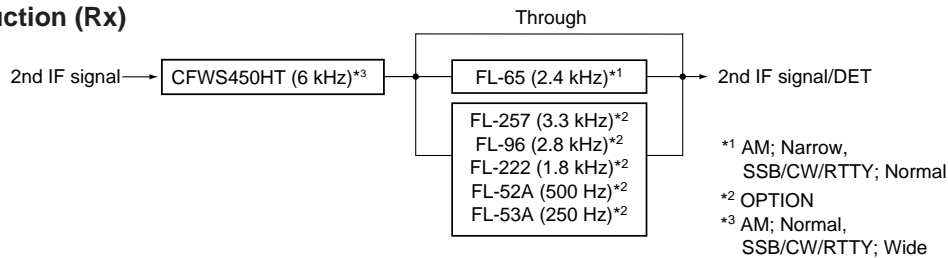 uction (Rx)
Through
2nd IF signal
CFWS450HT (6 kHz)*3
FL-65 (2.4 kHz)*1
2nd IF signal/DET
FL-257 (3.3 kHz)*2
FL-96 (2.8 kHz)*2
FL-222 (1.8 kHz)*2
FL-52A (500 Hz)*2
FL-53A (250 Hz)*2
*1 AM; Narrow,
SSB/CW/RTTY; Normal
*2 OPTION
*3 AM; Normal,
SSB/CW/RTTY; Wide